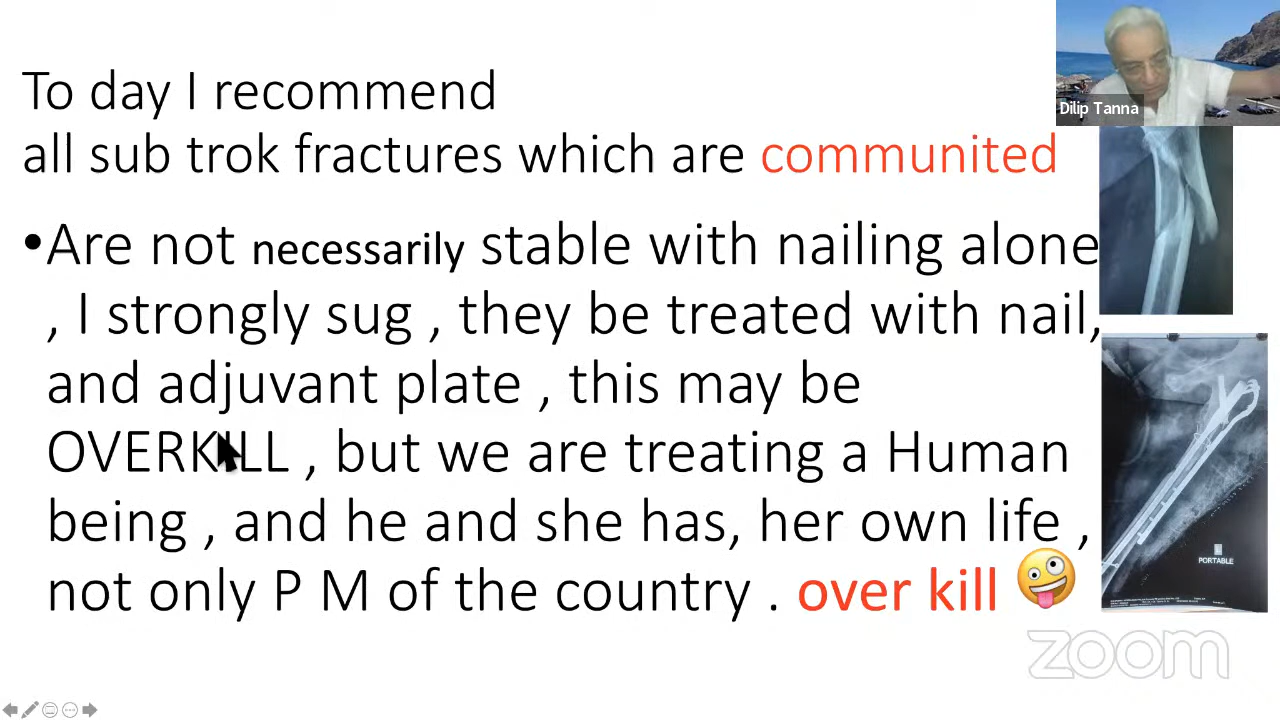 To day I recommend
all sub trok fractures which are communited
•Are not necessarily stable with nailing alone
, I strongly sug , they be treated with nail,
and adjuvant plate , this may be
OVERKILL , but we are treating a Human
being , and he and she has, her own life ,
not only P M of the country . over kill 🤪
Dilip Tanna
PORTABLE
zoom